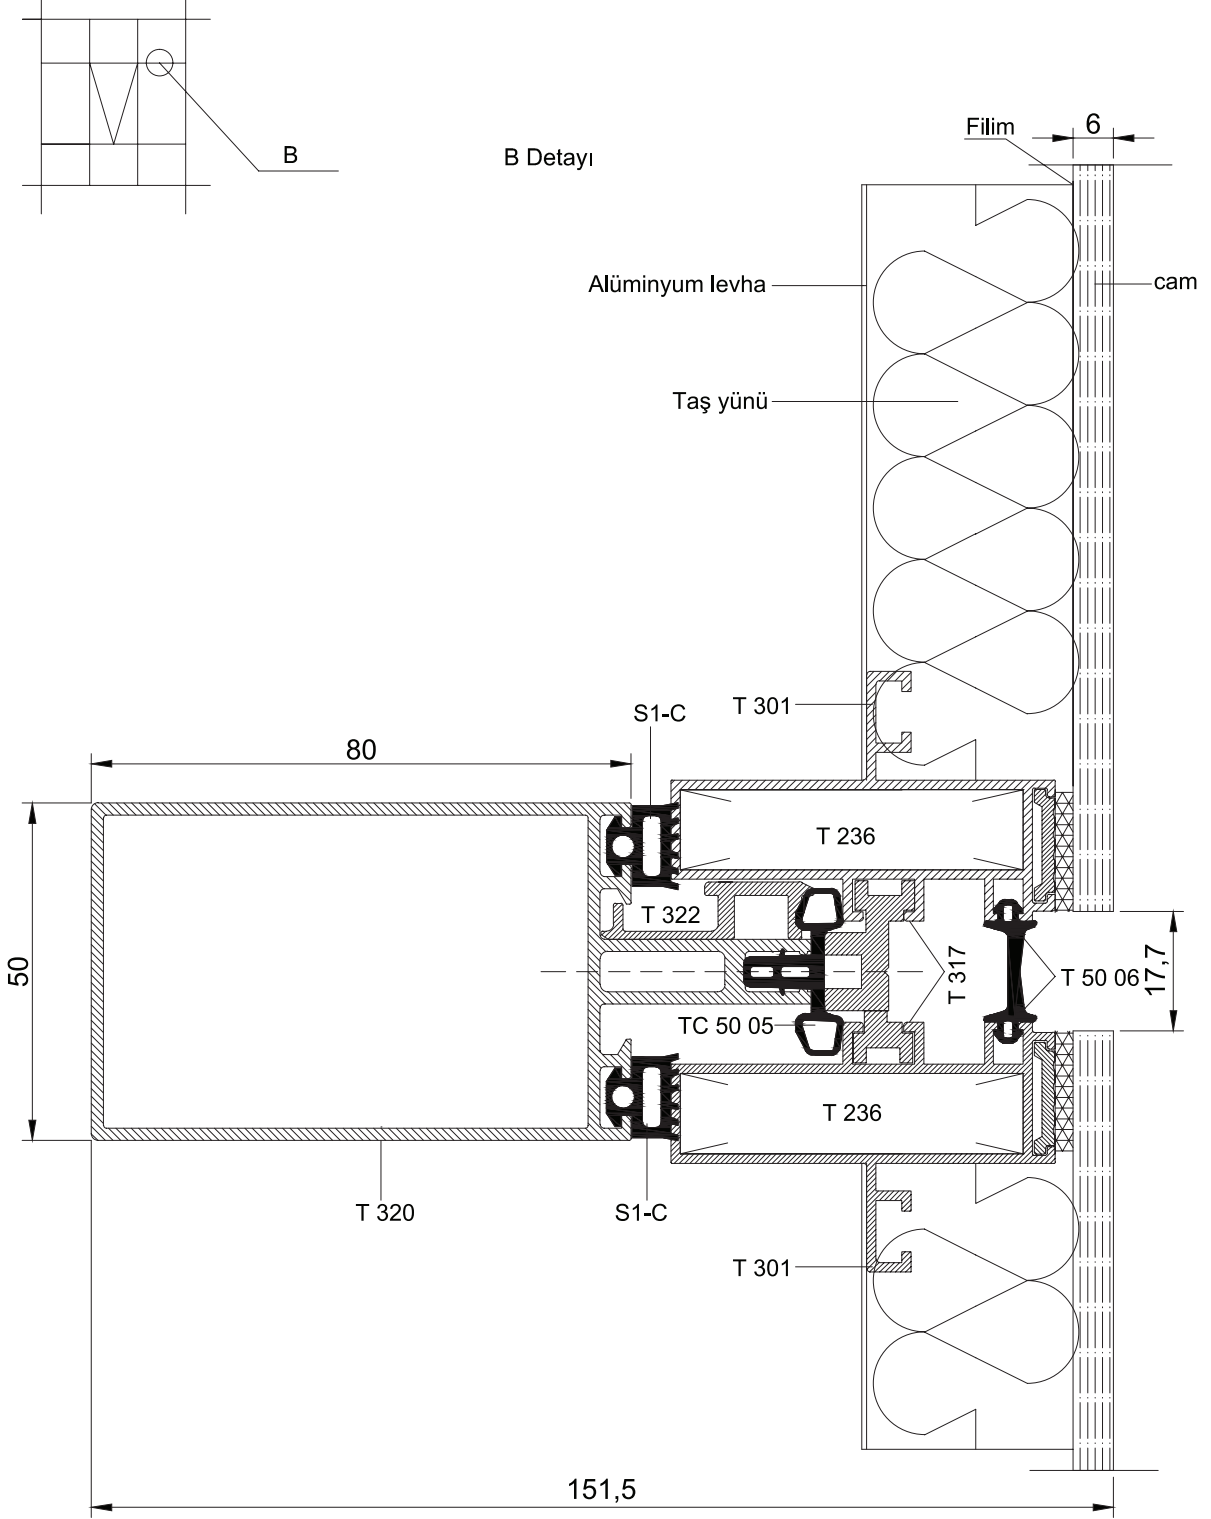 B
B Detayı
Filim
6
Alüminyum levha
cam
Taş yünü
T 301
S1-C
80
T 236
T 322
50
T 317
T 50 06
17,7
TC 50 05
T 236
T 320
S1-C
T 301
151,5